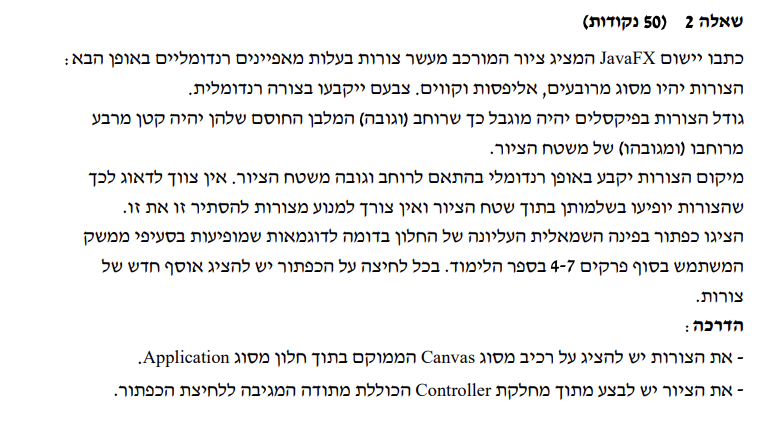 שאלה 2 (50 נקודות)
כתבו יישום JavaFX המציג ציור המורכב מעשר צורות בעלות מאפיינים רנדומליים באופן הבא:
הצורות יהיו מסוג מרובעים, אליפסות וקווים. צבעם ייקבעו בצורה רנדומלית.
גודל הצורות בפיקסלים יהיה מוגבל כך שרוחב (וגובה) המלבן החוסם שלהן יהיה קטן מרבע
מרוחבו (ומגובהו) של משטח הציור.
מיקום הצורות יקבע באופן רנדומלי בהתאם לרוחב וגובה משטח הציור. אין צווך לדאוג לכך
שהצורות יופיעו בשלמותן בתוך שטח הציור ואין צורך למנוע מצורות להסתיר זו את זו.
הציגו כפתור בפינה השמאלית העליונה של החלון בדומה לדוגמאות שמופיעות בסעיפי ממשק
המשתמש בסוף פרקים 4-7 בספר הלימוד. בכל לחיצה על הכפתור יש להציג אוסף חדש של
צורות.
הדרכה:
- את הצורות יש להציג על רכיב מסוג Canvas הממוקם בתוך חלון מסוג Application.
- את הציור יש לבצע מתוך מחלקת Controller הכוללת מתודה המגיבה ללחיצת הכפתור.